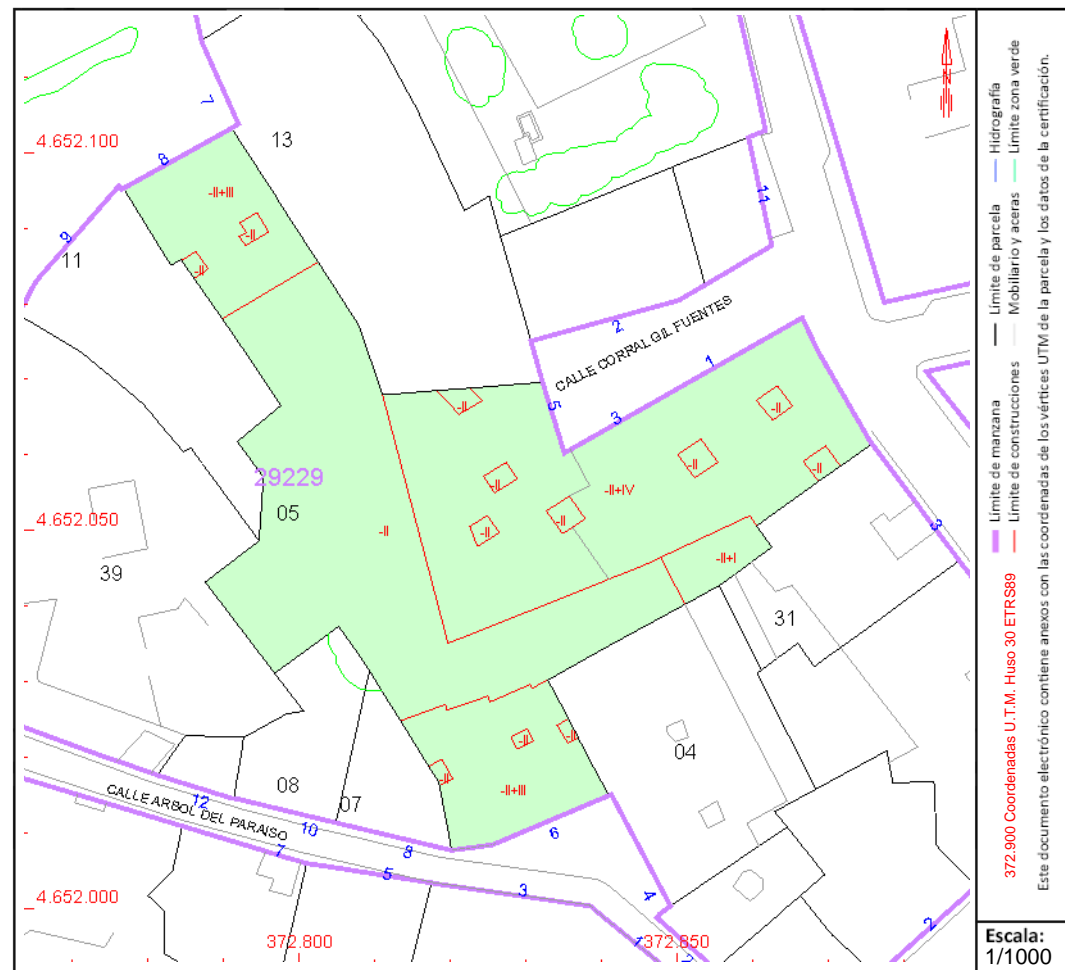 7
4.652.100
13
8
-II+III
-II
-II
9
11
11
2
CALLE CORRAL GIL FUENTES
1
5
3
-II
-II
-II
-II
-II
29229
-II+IV
05
-II
-II
-II
4.652.050
3
-II+I
39
31
04
-II
-II
-II
-II+III
08
07
12
CALLE ARBOL DEL PARAISO
10
8
6
7
5
3
4
4.652.000
2
1
372.800
372.850
Límite de manzana
Límite de parcela
Hidrografía
372.900 Coordenadas U.T.M. Huso 30 ETRS89
Límite de construcciones
Mobiliario y aceras
Límite zona verde
Este documento electrónico contiene anexos con las coordenadas de los vértices UTM de la parcela y los datos de la certificación.
Escala:
1/1000